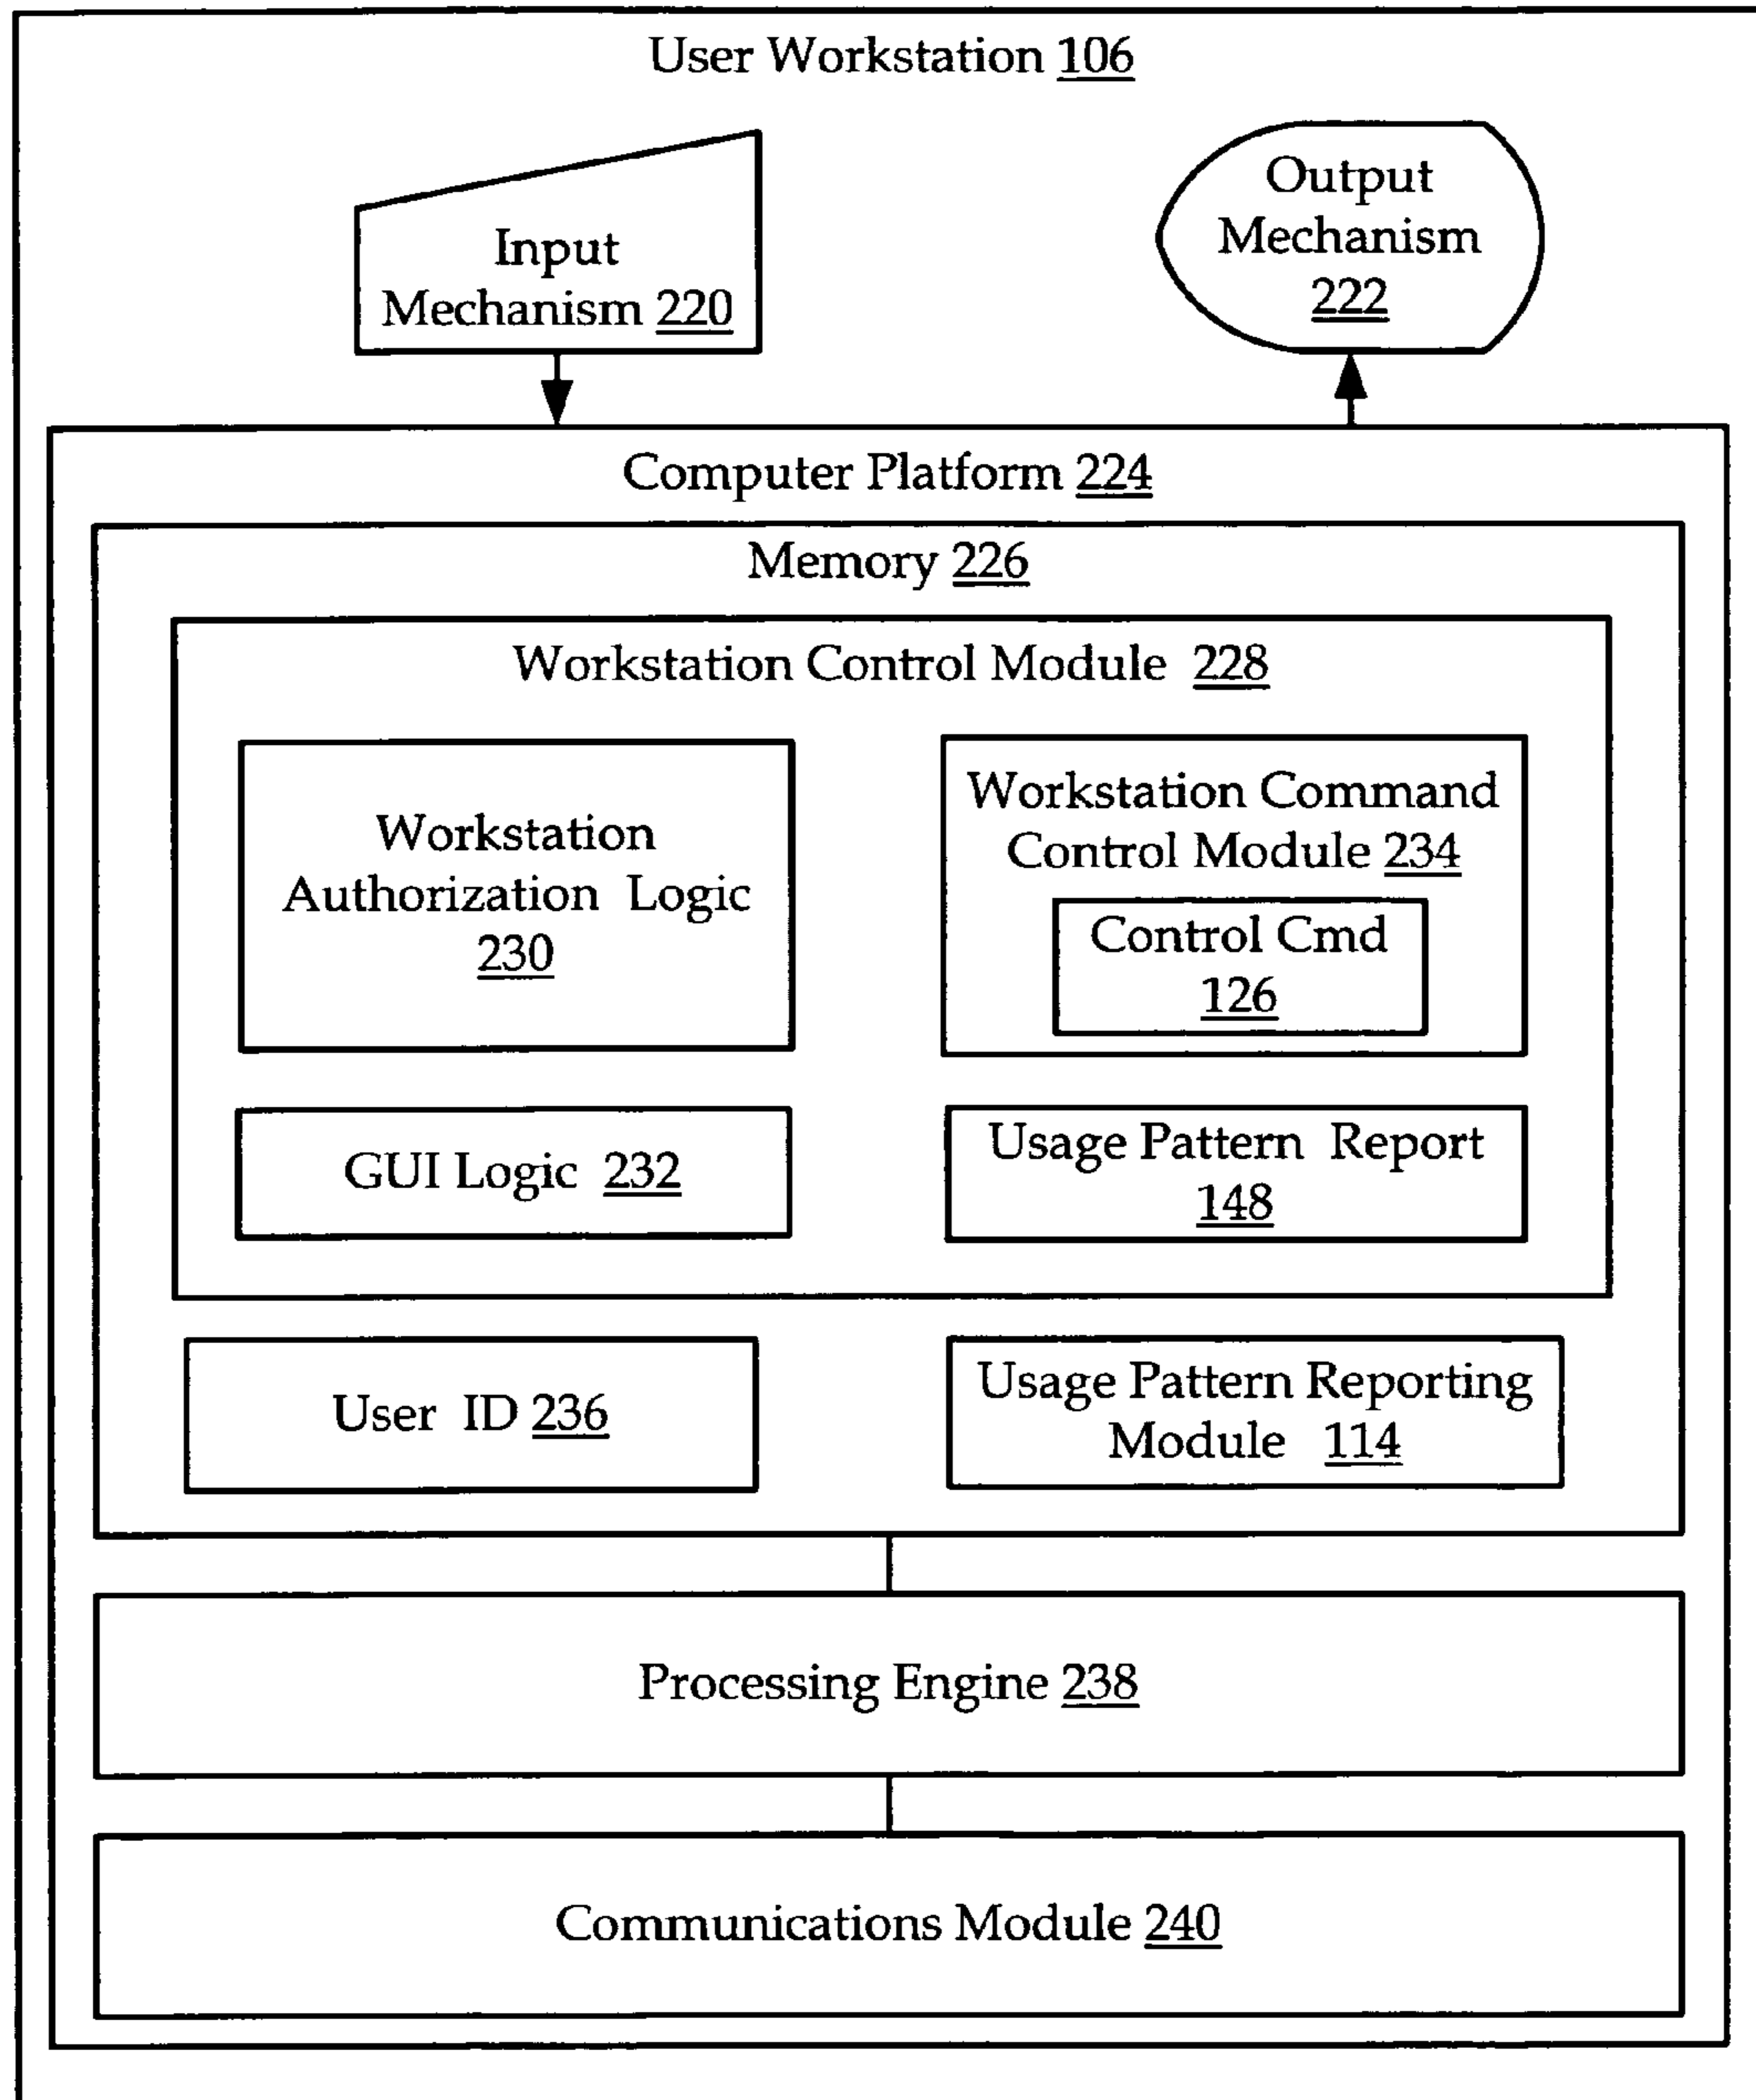 User Workstation 106
Input
Mechanism 220
Output
Mechanism
222
Computer Platform 224
Memory 226
Workstation Control Module 228
Workstation
Authorization Logic
230
Workstation Command
Control Module 234
Control Cmd
126
GUI Logic 232
Usage Pattern Report
148
User ID 236
Usage Pattern Reporting
Module 114
Processing Engine 238
Communications Module 240